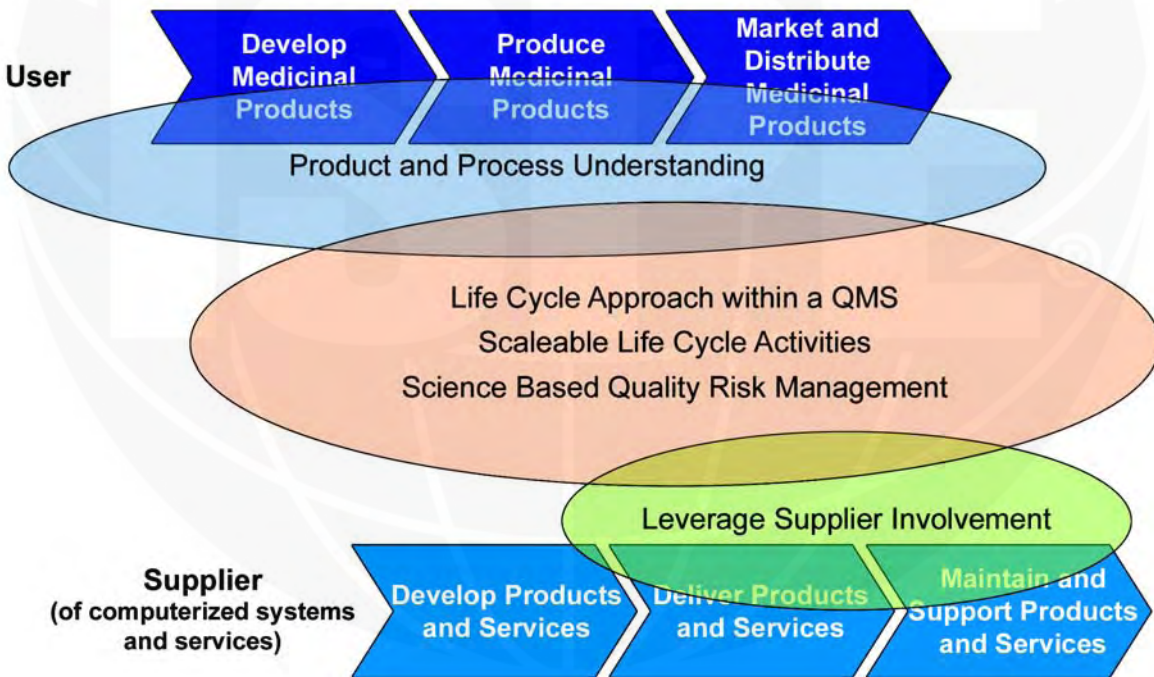 User
Develop
Medicinal
Products
Produce
Medicinal
Products
Market and
Distribute
Medicinal
Products
Product and Process Understanding
Life Cycle Approach within a QMS
Scaleable Life Cycle Activities
Science Based Quality Risk Management
Leverage Supplier Involvement
Supplier
(of computerized systems
and services)
Develop Products
and Services
Deliver Products
and Services
Maintain and
Support Products
and Services
®